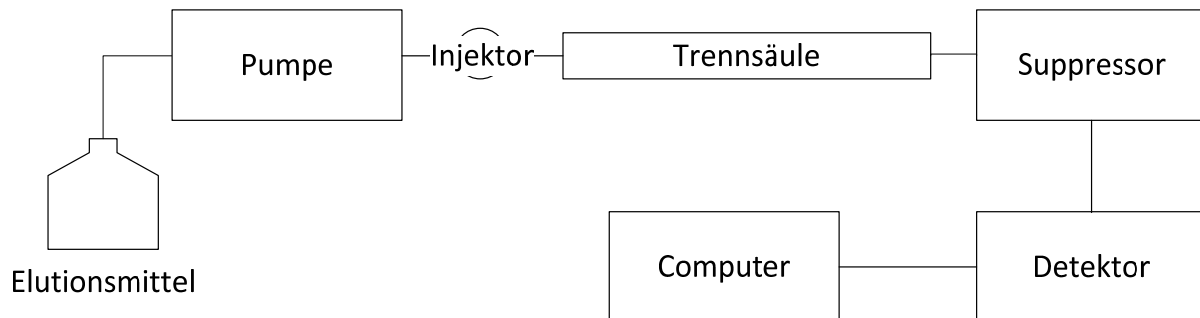 Pumpe
Injektor
Trennsäule
Suppressor
Elutionsmittel
Computer
Detektor